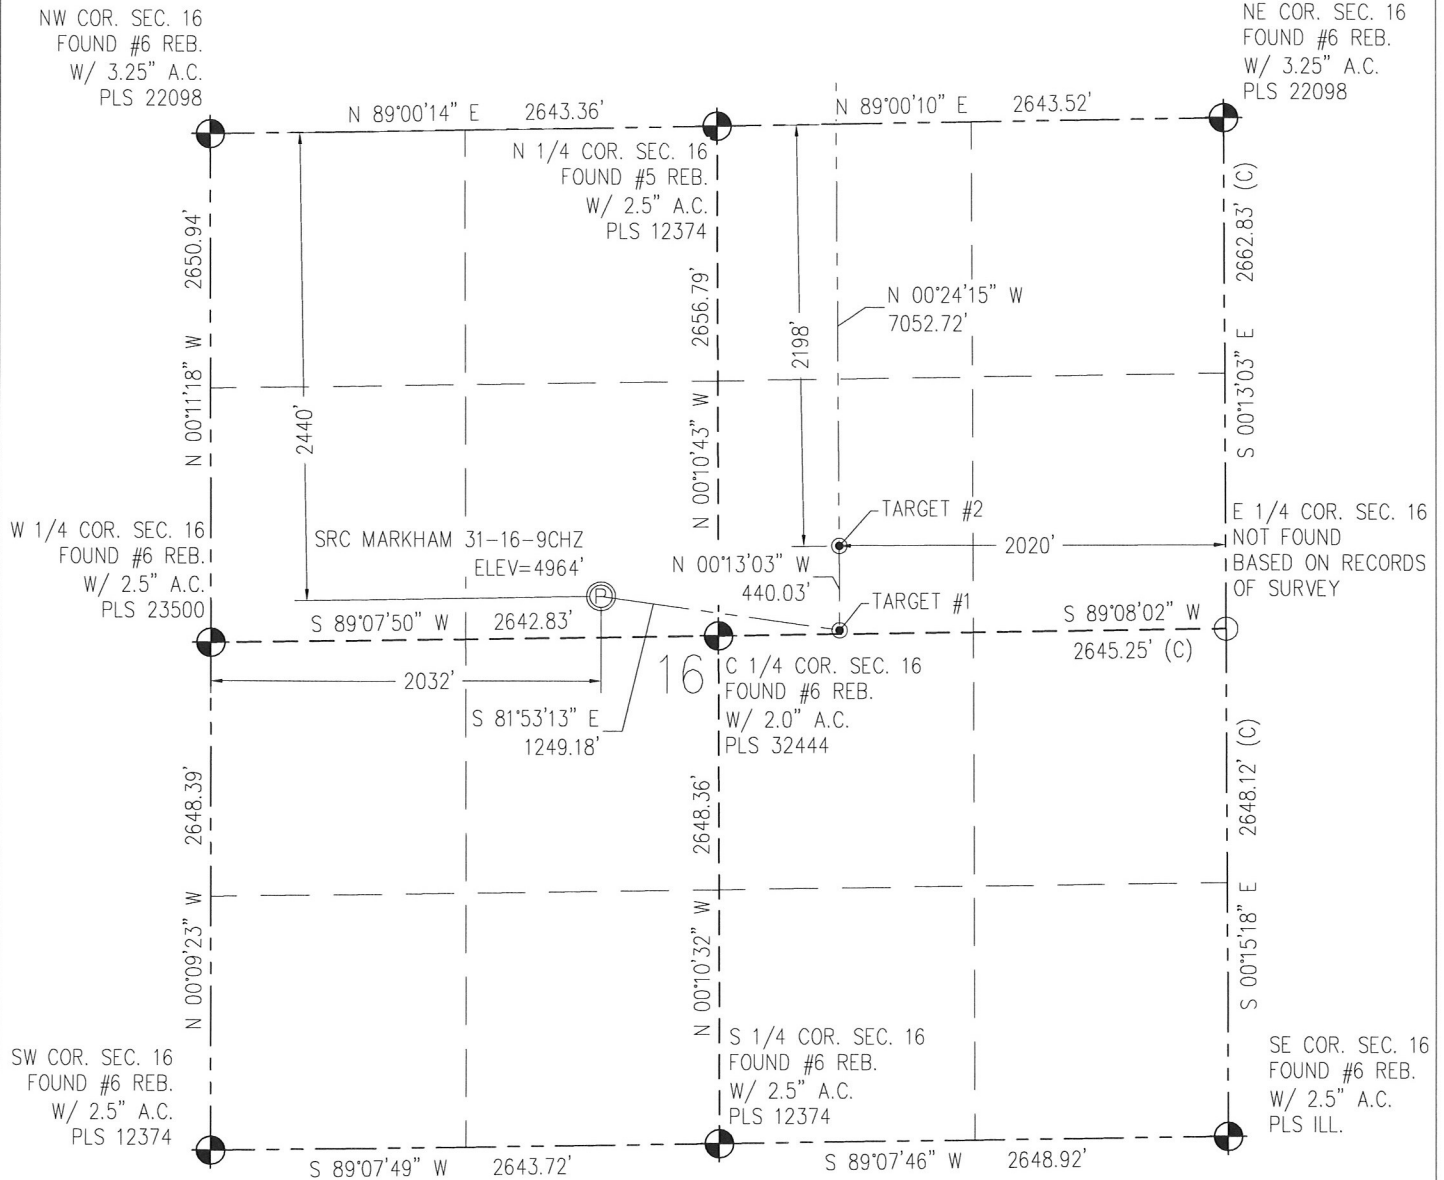 NW COR. SEC. 16
FOUND #6 REB.
W/ 3.25" A.C.
PLS 22098
NE COR. SEC. 16
FOUND #6 REB.
W/ 3.25" A.C.
PLS 22098
N 89°00'14" E 2643.36'
N 89°00'10" E 2643.52'
N 1/4 COR. SEC. 16
FOUND #5 REB.
W/ 2.5" A.C.
PLS 12374
N 00°11'18" W 2650.94'
2440'
N 00°10'43" W 2656.79'
2198'
N 00°24'15" W
7052.72'
S 00°13'03" E 2662.83' (C)
W 1/4 COR. SEC. 16
FOUND #6 REB.
W/ 2.5" A.C.
PLS 23500
SRC MARKHAM 31-16-9CHZ
ELEV=4964'
P
TARGET #2
2020'
E 1/4 COR. SEC. 16
NOT FOUND
BASED ON RECORDS
OF SURVEY
N 00°13'03" W
440.03'
TARGET #1
S 89°07'50" W 2642.83'
S 89°08'02" W
2645.25' (C)
2032'
16
C 1/4 COR. SEC. 16
FOUND #6 REB.
W/ 2.0" A.C.
PLS 32444
S 81°53'13" E
1249.18'
N 00°09'23" W 2648.39'
N 00°10'32" W 2648.36'
S 00°15'18" E 2648.12' (C)
SW COR. SEC. 16
FOUND #6 REB.
W/ 2.5" A.C.
PLS 12374
S 1/4 COR. SEC. 16
FOUND #6 REB.
W/ 2.5" A.C.
PLS 12374
SE COR. SEC. 16
FOUND #6 REB.
W/ 2.5" A.C.
PLS ILL.
S 89°07'49" W 2643.72'
S 89°07'46" W 2648.92'